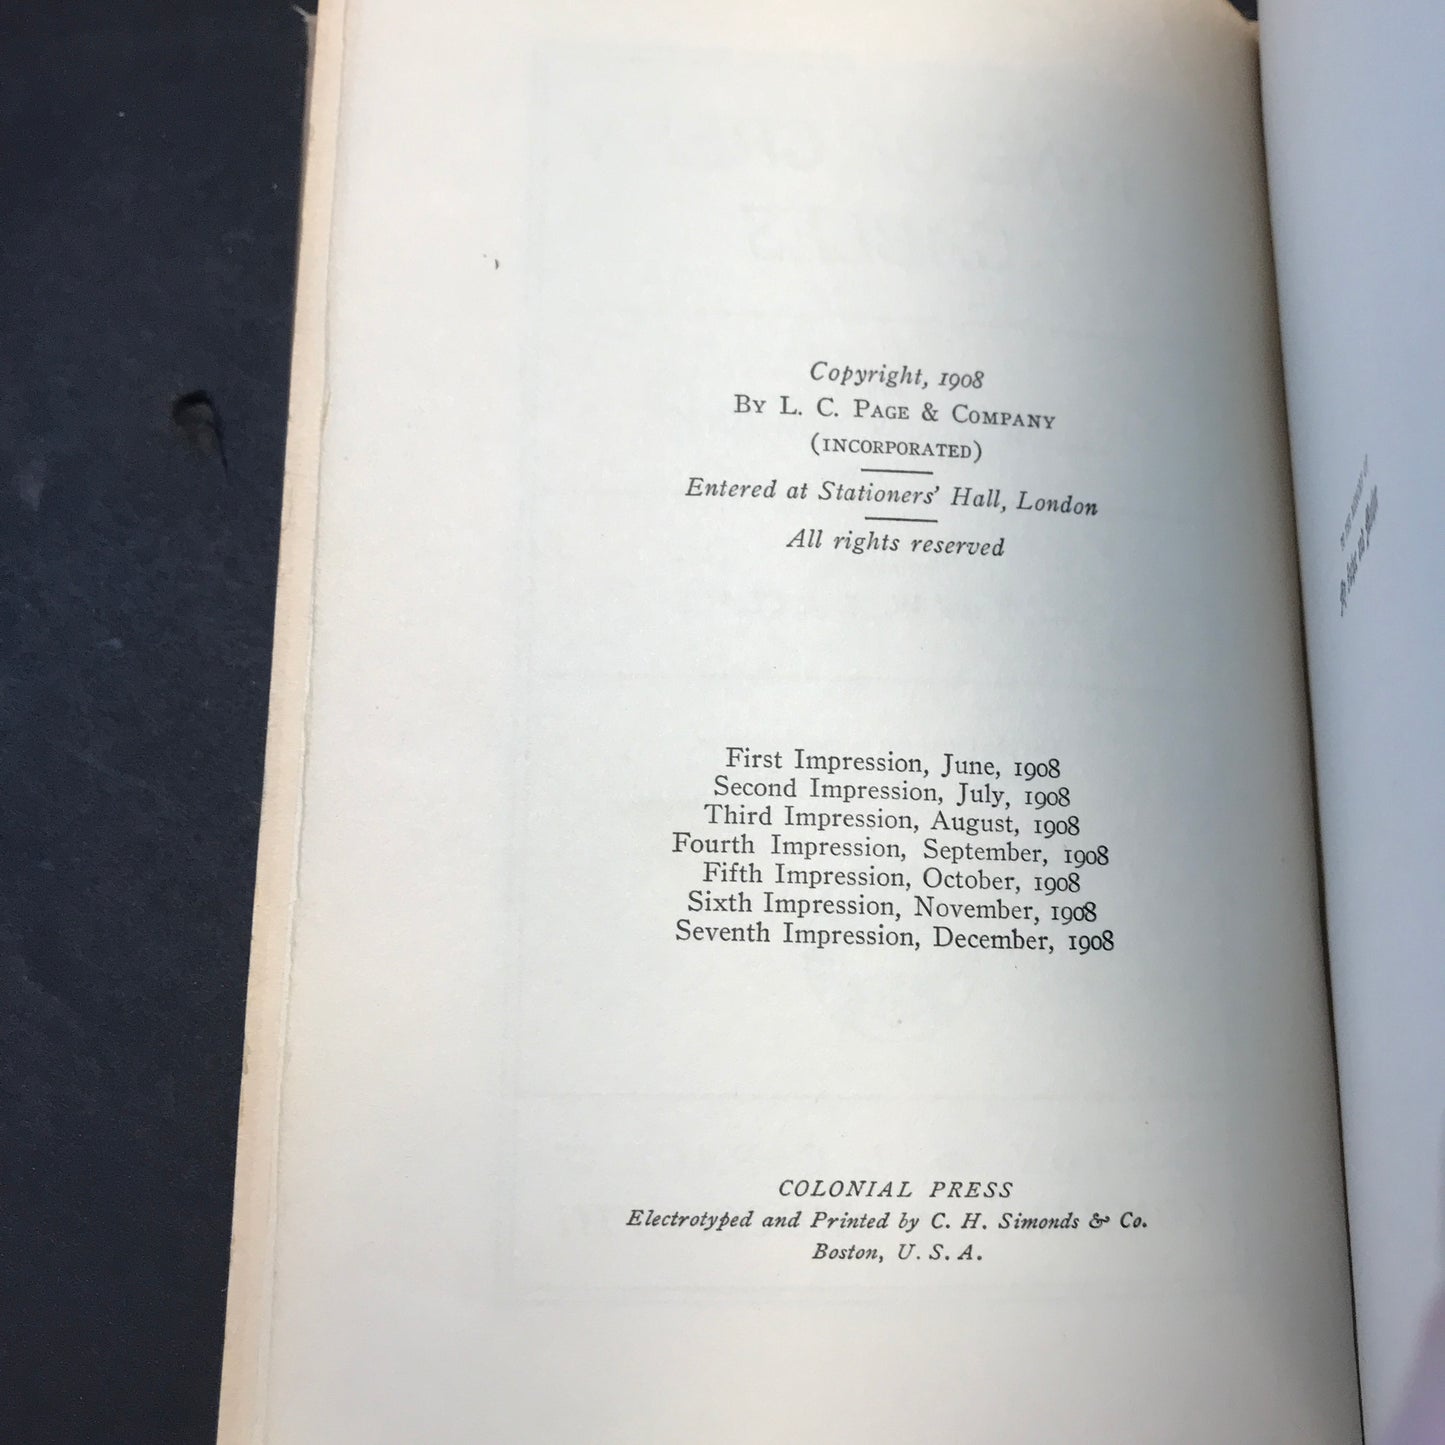 Copyright, 1908
By L. C. Page & Company
(INCORPORATED)
Entered at Stationers' Hall, London
All rights reserved
First Impression, June, 1908
Second Impression, July, 1908
Third Impression, August, 1908
Fourth Impression, September, 1908
Fifth Impression, October, 1908
Sixth Impression, November, 1908
Seventh Impression, December, 1908
COLONIAL PRESS
Electrotyped and Printed by C. H. Simonds & Co.
Boston, U. S. A.